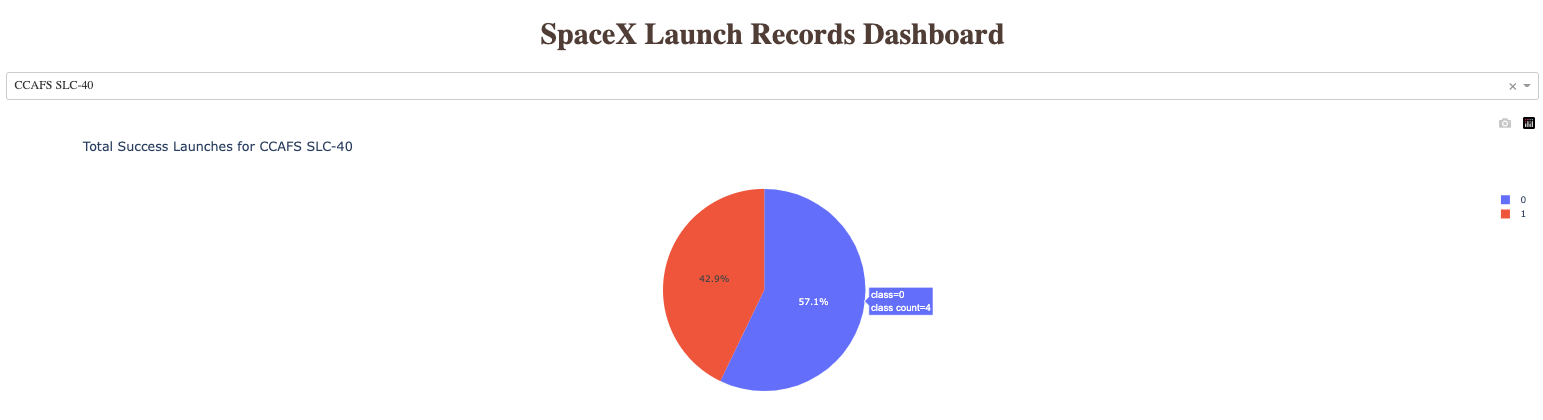 SpaceX Launch Records Dashboard
CCAFS SLC-40
Total Success Launches for CCAFS SLC-40
0
1
42.9%
57.1%
class=0
class count=4